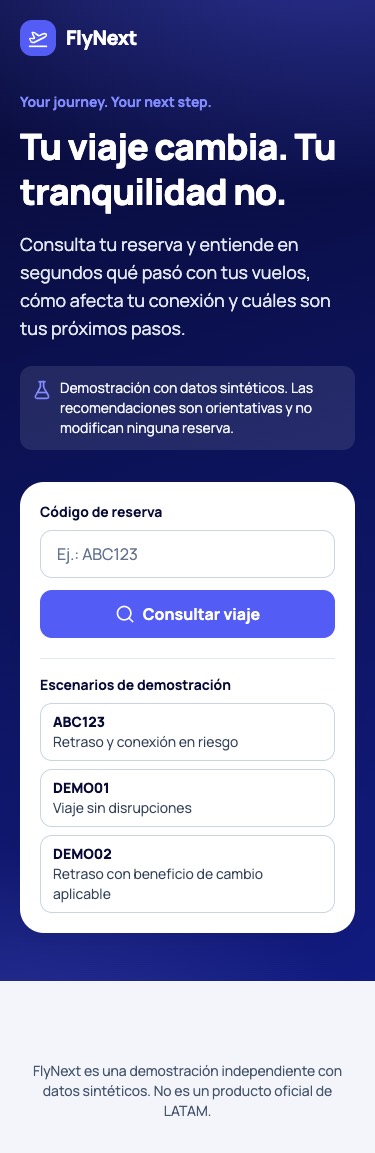 FlyNext
Your journey. Your next step.
Tu viaje cambia. Tu
tranquilidad no.
Consulta tu reserva y entiende en
segundos qué pasó con tus vuelos,
cómo afecta tu conexión y cuáles son
tus próximos pasos.
Demostración con datos sintéticos. Las
recomendaciones son orientativas y no
modifican ninguna reserva.
Código de reserva
Ej.: ABC123
Consultar viaje
Escenarios de demostración
ABC123
Retraso y conexión en riesgo
DEMO01
Viaje sin disrupciones
DEMO02
Retraso con beneficio de cambio
aplicable
FlyNext es una demostración independiente con
datos sintéticos. No es un producto oficial de
LATAM.